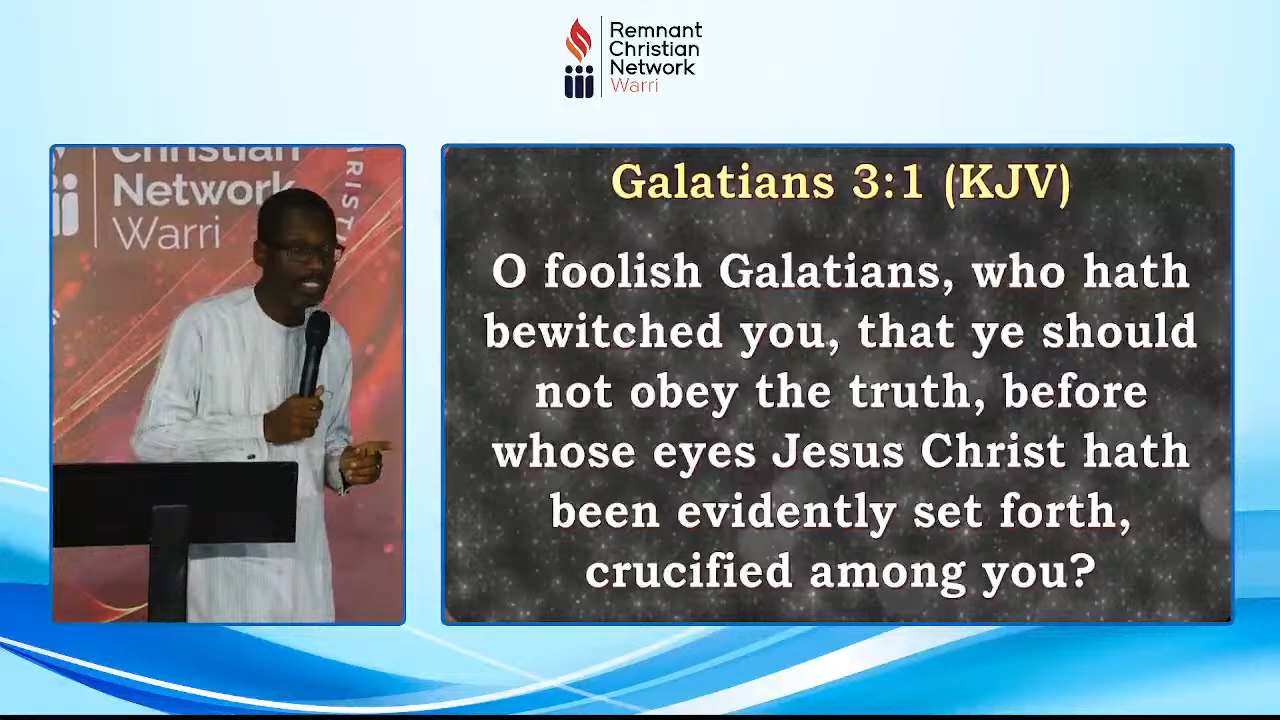 Remnant
Christian
Network
Warri
Christian
Network
Warri
Galatians 3:1 (KJV)
O foolish Galatians, who hath
bewitched you, that ye should
not obey the truth, before
whose eyes Jesus Christ hath
been evidently set forth,
crucified among you?